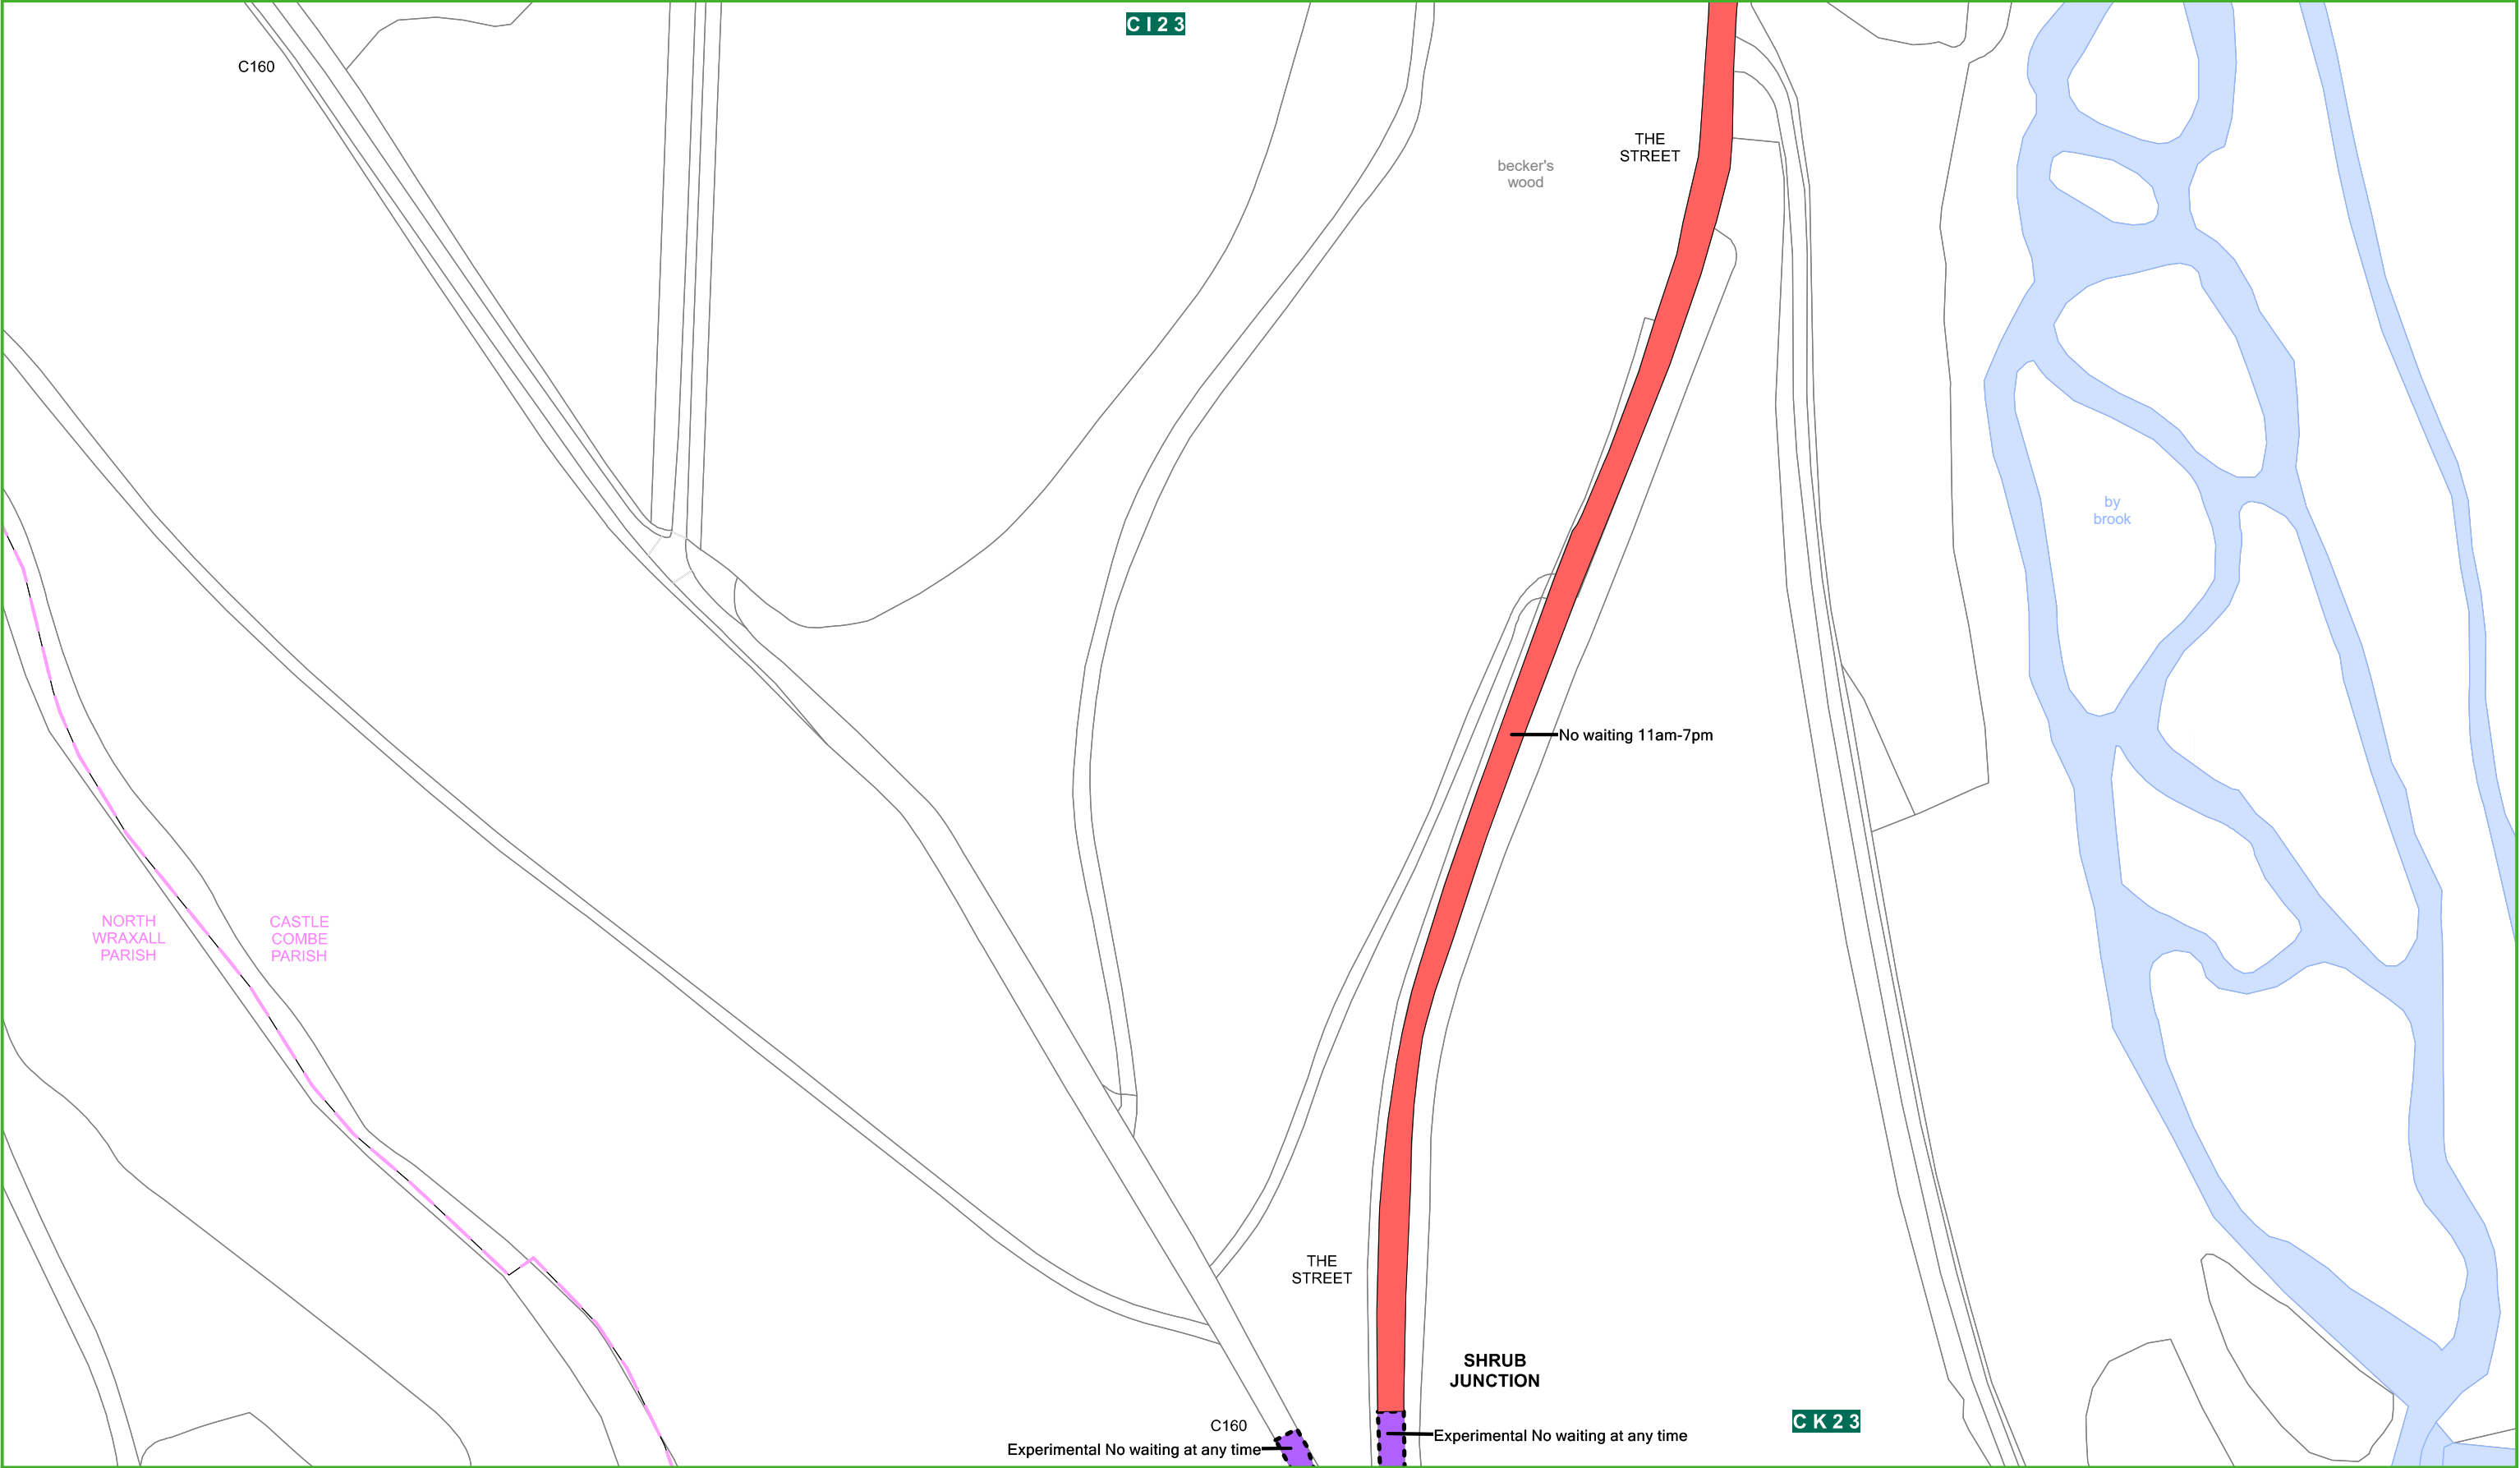 C I 2 3
C160
THE
STREET
becker's
wood
by
brook
No waiting 11am-7pm
NORTH
WRAXALL
PARISH
CASTLE
COMBE
PARISH
THE
STREET
SHRUB
JUNCTION
C160
C K 2 3
Experimental No waiting at any time
Experimental No waiting at any time